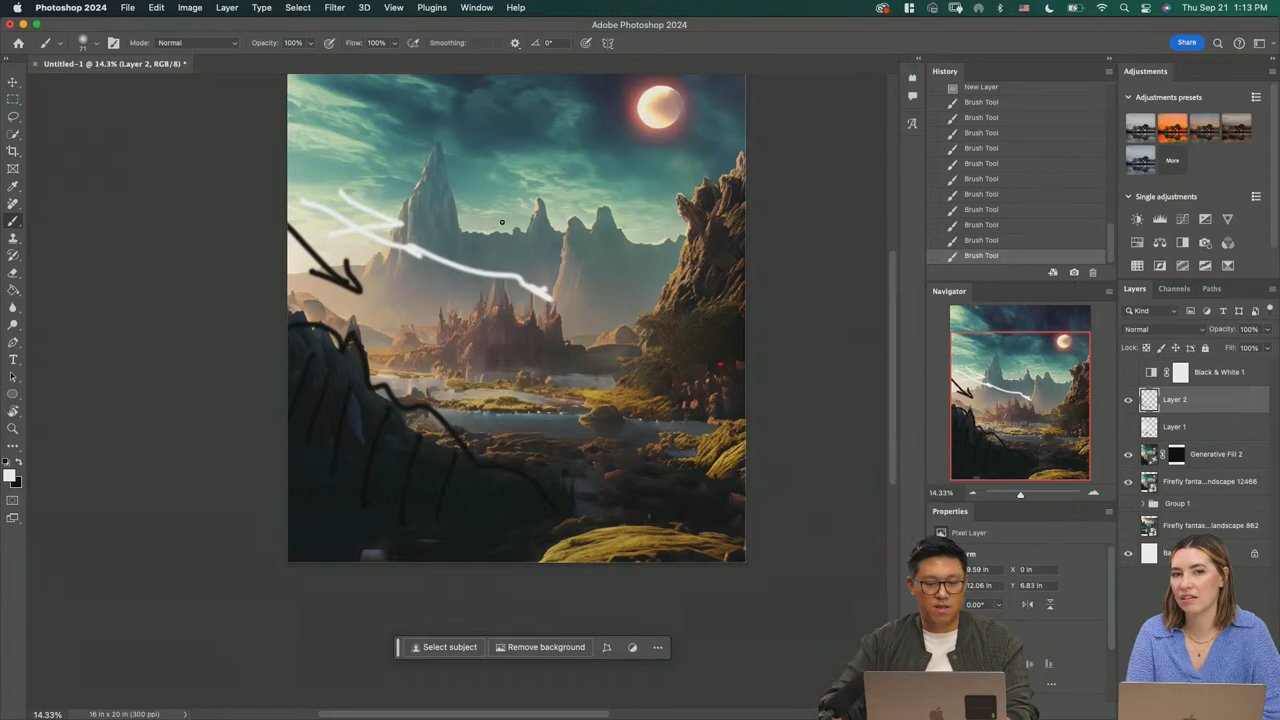 Photoshop 2024 File Edit Image Layer Type Select Filter 3D View Plugins Window Help Thu Sep 21 1:13 PM
Adobe Photoshop 2024
71 Mode: Normal Opacity: 100% Flow: 100% Smoothing: 0° Share
Untitled-1 @ 14.3% (Layer 2, RGB/8) *
History
New Layer
Brush Tool
Brush Tool
Brush Tool
Brush Tool
Brush Tool
Brush Tool
Brush Tool
Brush Tool
Brush Tool
Brush Tool
Brush Tool
Navigator
14.33%
Properties
Pixel Layer
9.59 in X 0 in
12.06 in Y 6.83 in
0.00°
Adjustments
Adjustments presets
More
Single adjustments
Layers Channels Paths
Kind
Normal Opacity: 100%
Lock: Fill: 100%
Black & White 1
Layer 2
Layer 1
Generative Fill 2
Firefly fanta...ndscape 12466
Group 1
Firefly fantas...landscape 862
Select subject Remove background
14.33% 16 in x 20 in (300 ppi)